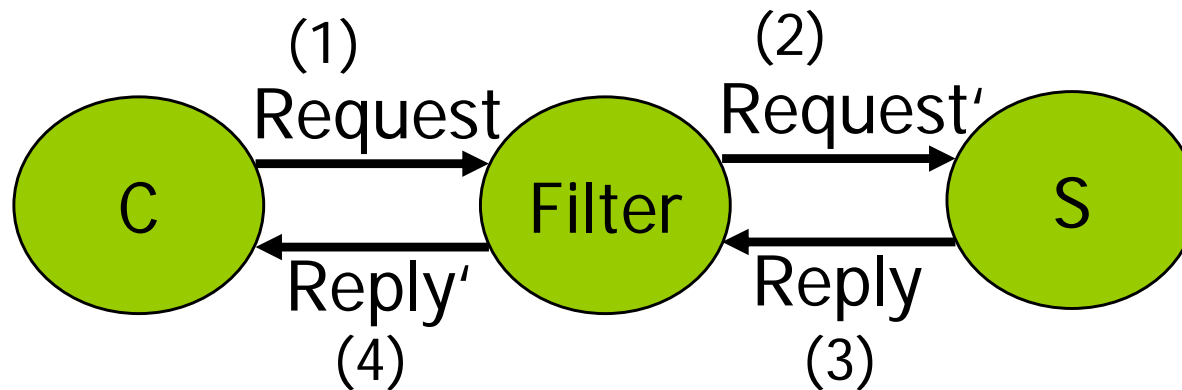 (1)
Request
(2)
Request‘
C
Filter
S
Reply‘
(4)
Reply
(3)